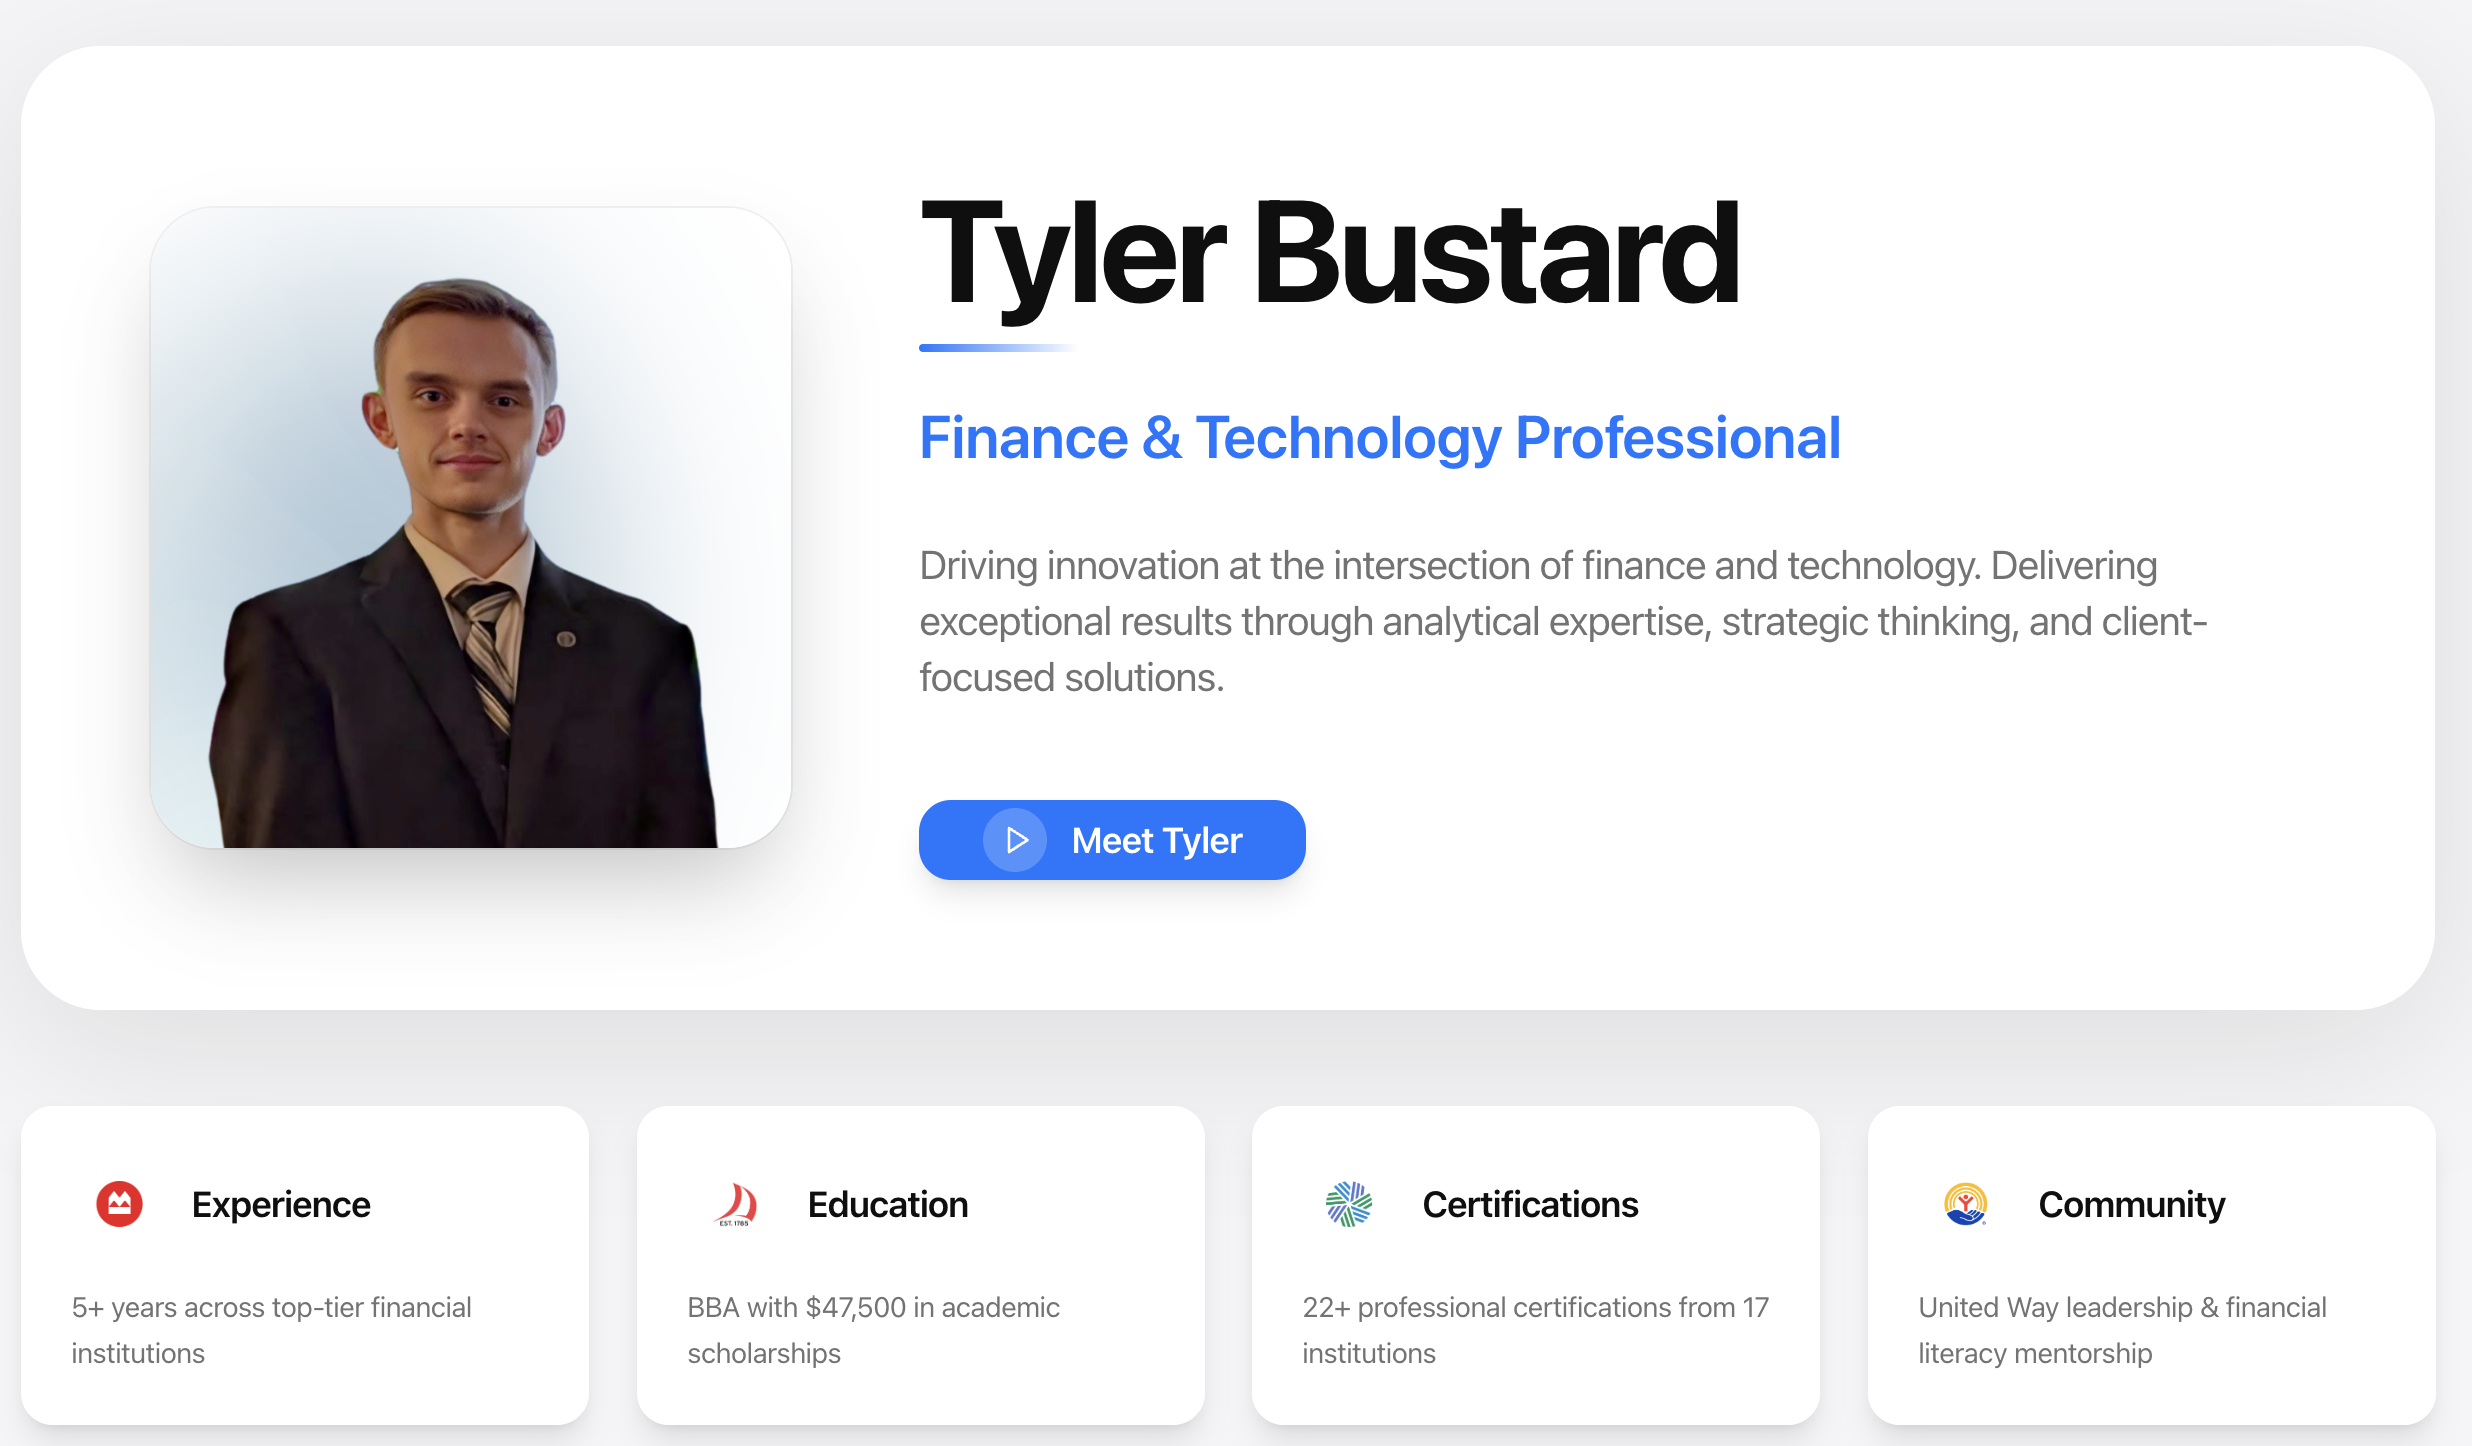 Tyler Bustard
Finance & Technology Professional
Driving innovation at the intersection of finance and technology. Delivering
exceptional results through analytical expertise, strategic thinking, and client-
focused solutions.
Meet Tyler
Experience
5+ years across top-tier financial
institutions
EST. 1785
Education
BBA with $47,500 in academic
scholarships
Certifications
22+ professional certifications from 17
institutions
Community
United Way leadership & financial
literacy mentorship